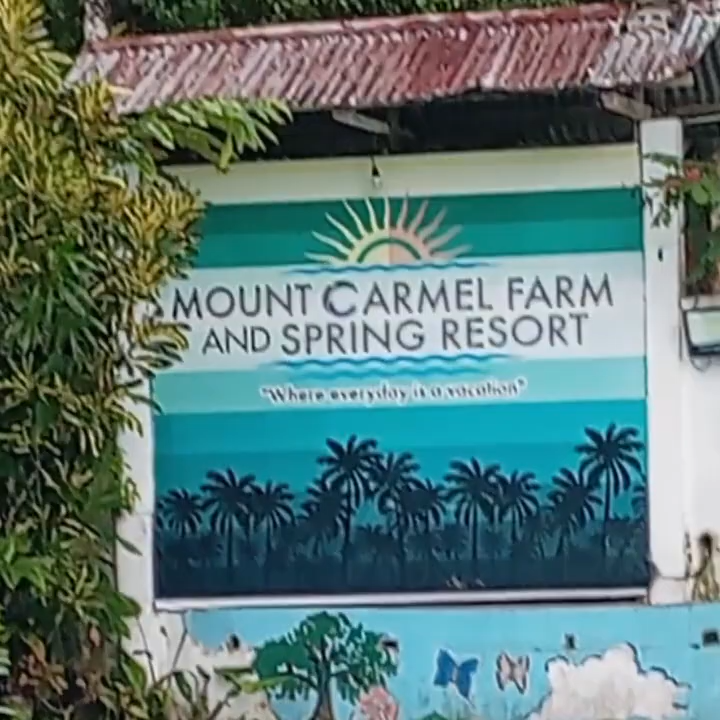 MOUNT CARMEL FARM
AND SPRING RESORT
"Where everyday is a vacation"